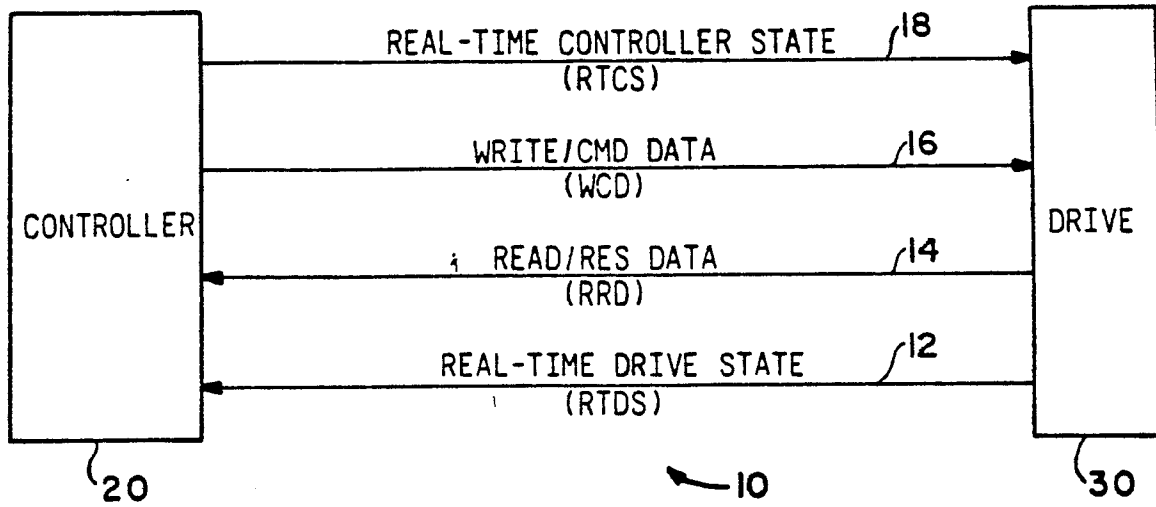 18
REAL-TIME CONTROLLER STATE
(RTCS)
WRITE/CMD DATA
16
(WCD)
CONTROLLER
DRIVE
READ/RES DATA
14
(RRD)
12
REAL-TIME DRIVE STATE
(RTDS)
20
10
30